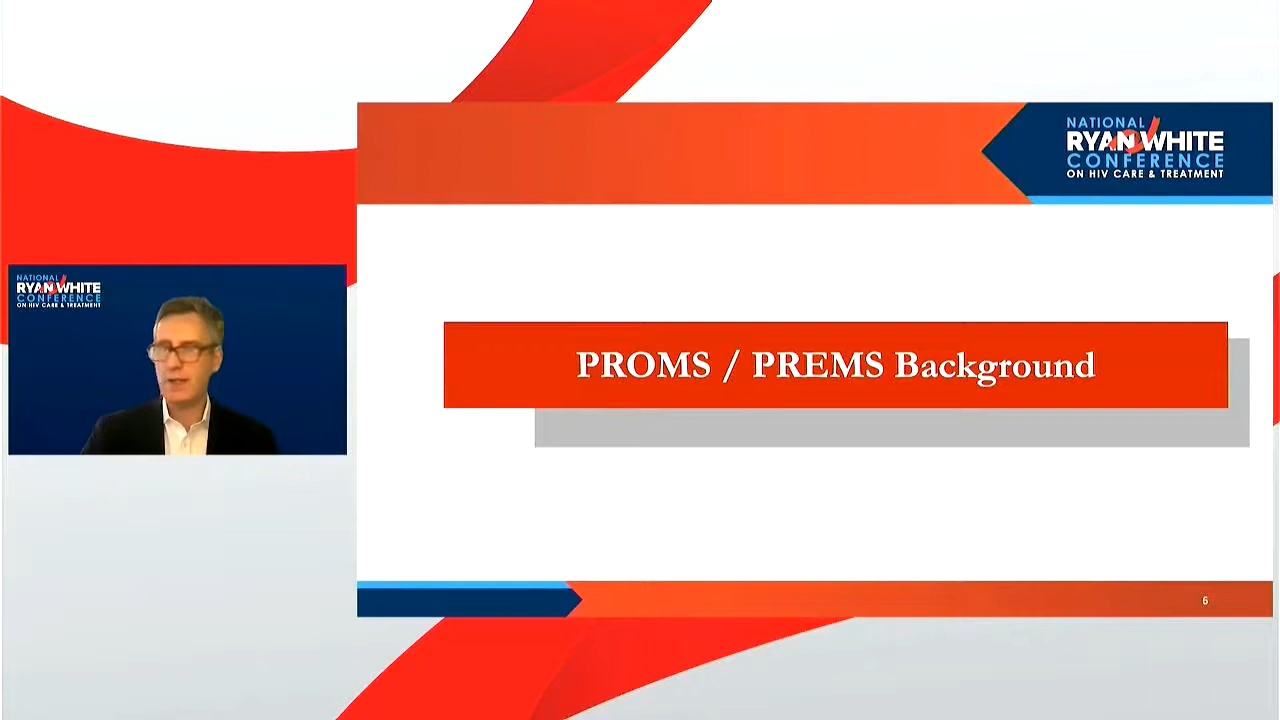 NATIONAL
RYAN WHITE
CONFERENCE
ON HIV CARE & TREATMENT
NATIONAL
RYAN WHITE
CONFERENCE
ON HIV CARE & TREATMENT
PROMS / PREMS Background
6